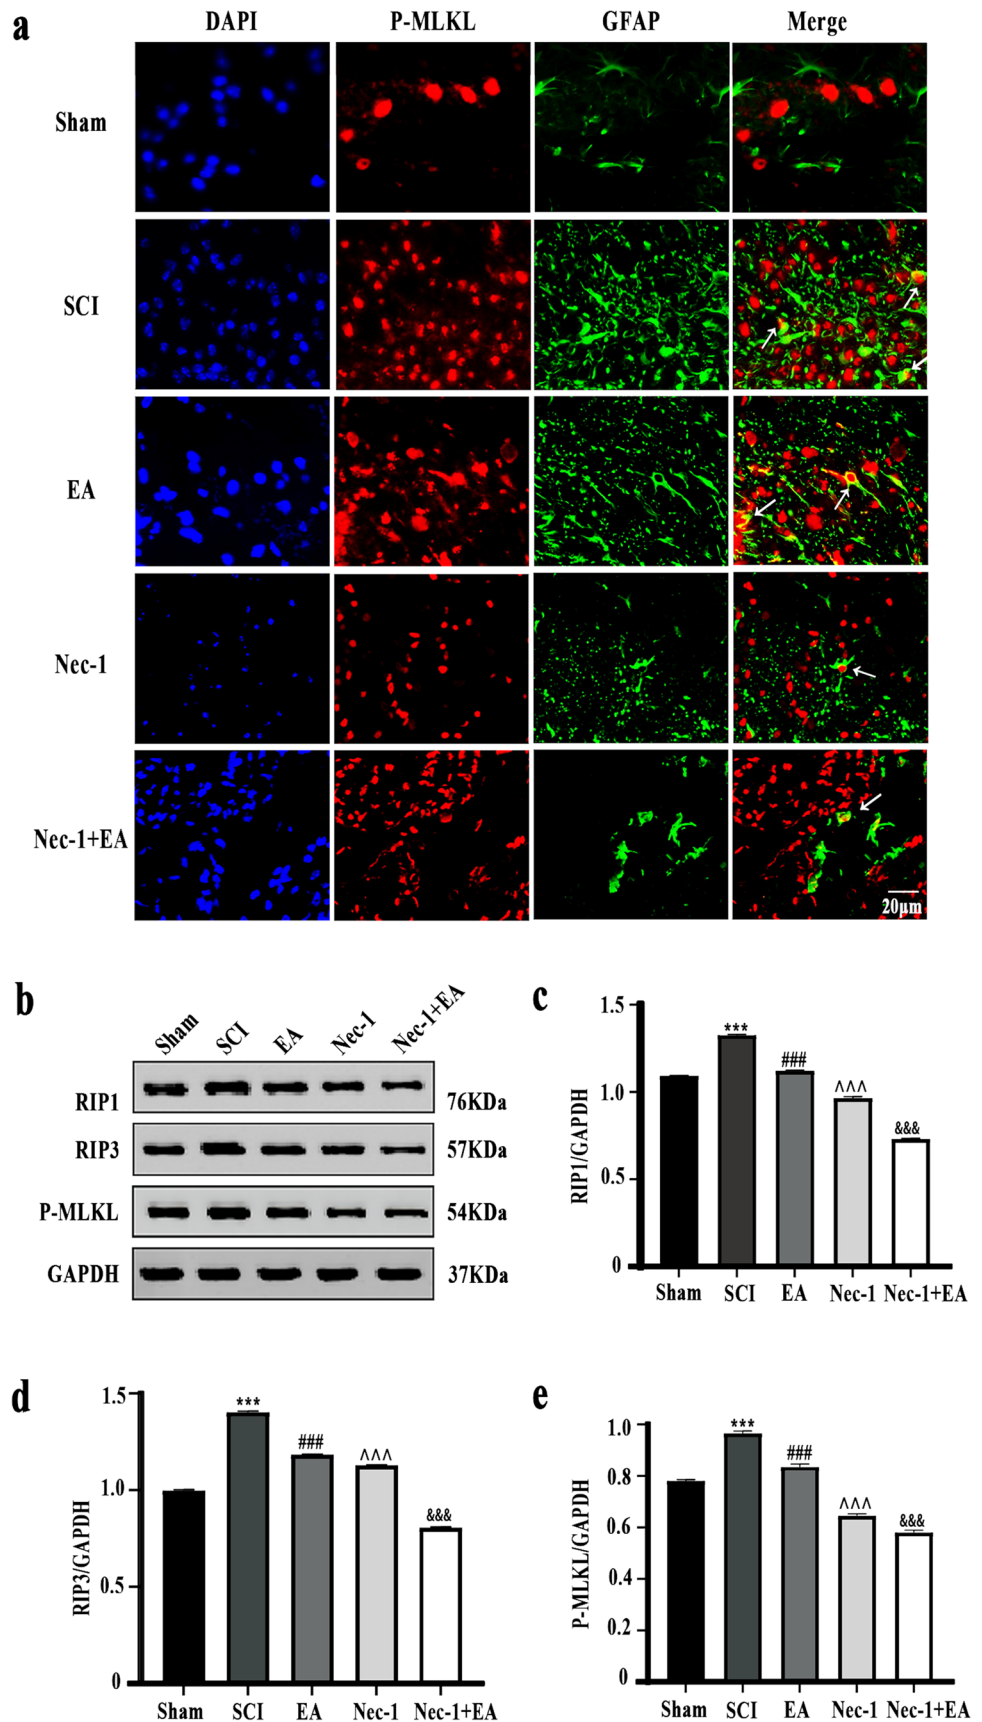 a
DAPI P-MLKL GFAP Merge
Sham
SCI
EA
Nec-1
Nec-1+EA
20μm
b
Sham SCI EA Nec-1 Nec-1+EA
RIP1 76KDa
RIP3 57KDa
P-MLKL 54KDa
GAPDH 37KDa
c
RIP1/GAPDH
1.5
1.0
0.5
0
***
###
^^^
&&&
Sham SCI EA Nec-1 Nec-1+EA
d
RIP3/GAPDH
1.5
1.0
0.5
0
***
###
^^^
&&&
Sham SCI EA Nec-1 Nec-1+EA
e
P-MLKL/GAPDH
1.0
0.8
0.6
0.4
0.2
0
***
###
^^^
&&&
Sham SCI EA Nec-1 Nec-1+EA